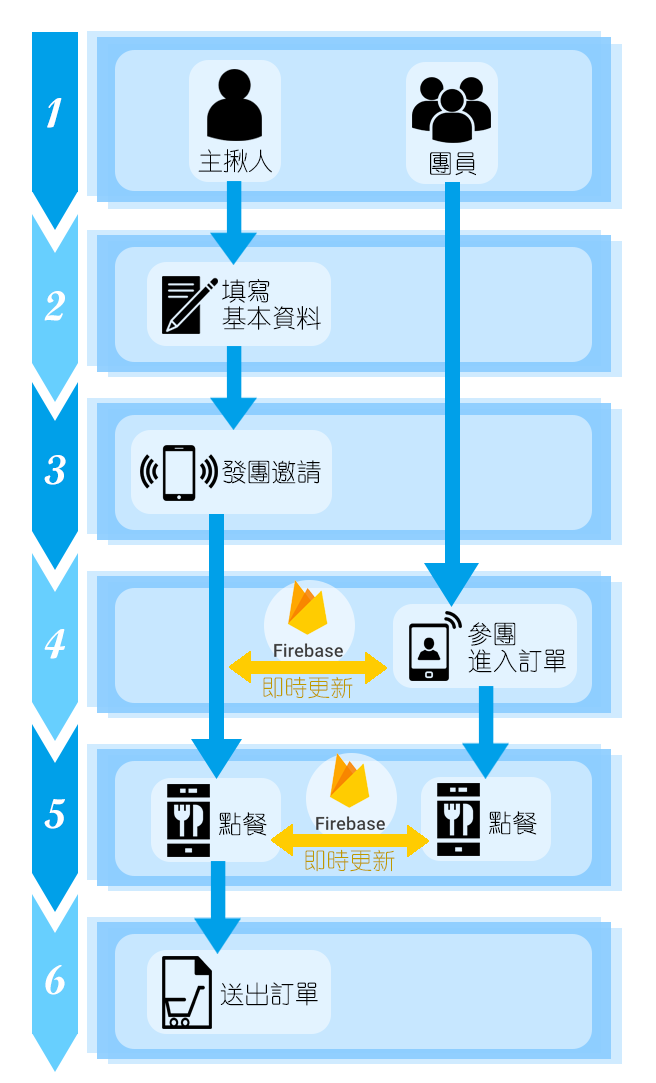 1
主揪人
團員
2
填寫
基本資料
3
發團邀請
4
Firebase
即時更新
參團
進入訂單
5
點餐
Firebase
即時更新
點餐
6
送出訂單